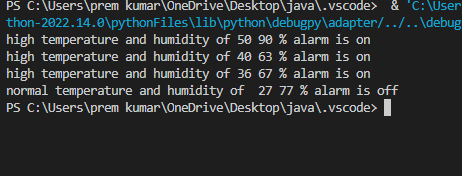 PS C:\Users\prem kumar\OneDrive\Desktop\java\.vscode>  & 'C:\User
thon-2022.14.0\pythonFiles\lib\python\debugpy\adapter/../..\debug
high temperature and humidity of 50 90 % alarm is on
high temperature and humidity of 40 63 % alarm is on
high temperature and humidity of 36 67 % alarm is on
normal temperature and humidity of  27 77 % alarm is off
PS C:\Users\prem kumar\OneDrive\Desktop\java\.vscode>